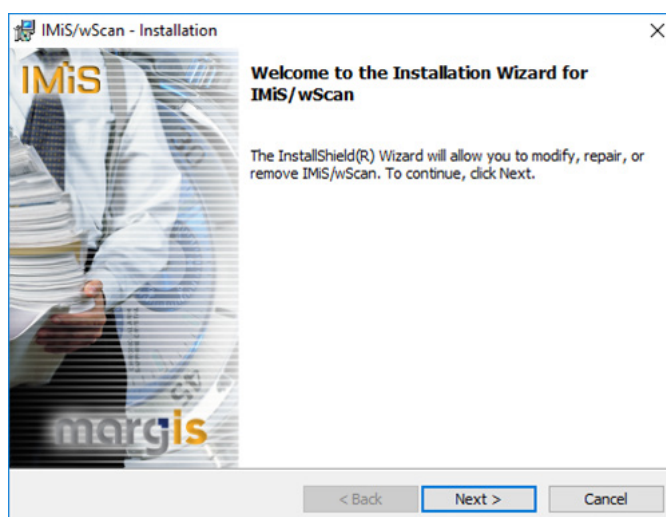 IMiS/wScan - Installation
IMiS
Welcome to the Installation Wizard for
IMiS/wScan
The InstallShield(R) Wizard will allow you to modify, repair, or
remove IMiS/wScan. To continue, click Next.
margis
< Back
Next >
Cancel